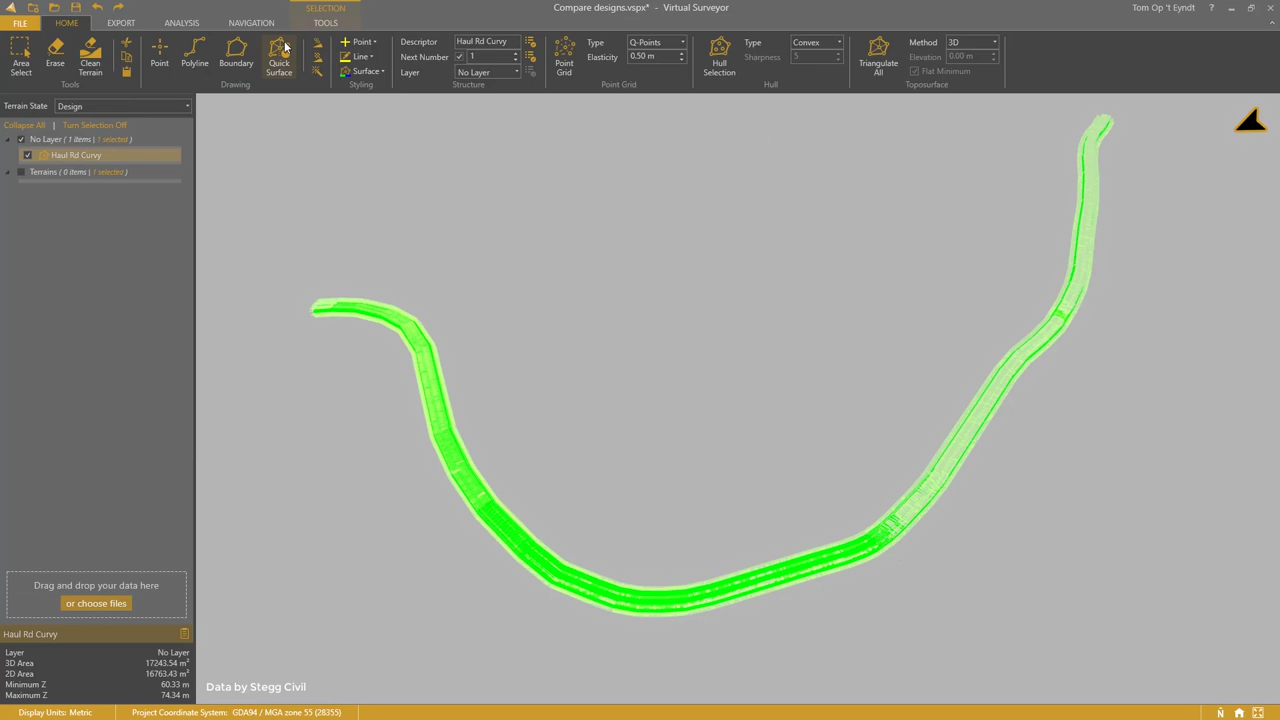 SELECTION
Compare designs.vspx* - Virtual Surveyor
Tom Op 't Eyndt
?
FILE
HOME
EXPORT
ANALYSIS
NAVIGATION
TOOLS
Area Select
Erase
Clean Terrain
Tools
Point
Polyline
Boundary
Quick Surface
Drawing
Point
Line
Surface
Styling
Descriptor Haul Rd Curvy
Next Number 1
Layer No Layer
Structure
Point Grid
Type Q-Points
Elasticity 0.50 m
Point Grid
Hull Selection
Type Convex
Sharpness 5
Hull
Triangulate All
Method 3D
Elevation 0.00 m
Flat Minimum
Toposurface
Terrain State Design
Collapse All | Turn Selection Off
No Layer ( 1 items | 1 selected )
Haul Rd Curvy
Terrains ( 0 items | 1 selected )
Drag and drop your data here
or choose files
Haul Rd Curvy
Layer No Layer
3D Area 17243.54 m²
2D Area 16763.43 m²
Minimum Z 60.33 m
Maximum Z 74.34 m
Data by Stegg Civil
Display Units: Metric
Project Coordinate System: GDA94 / MGA zone 55 (28355)
N